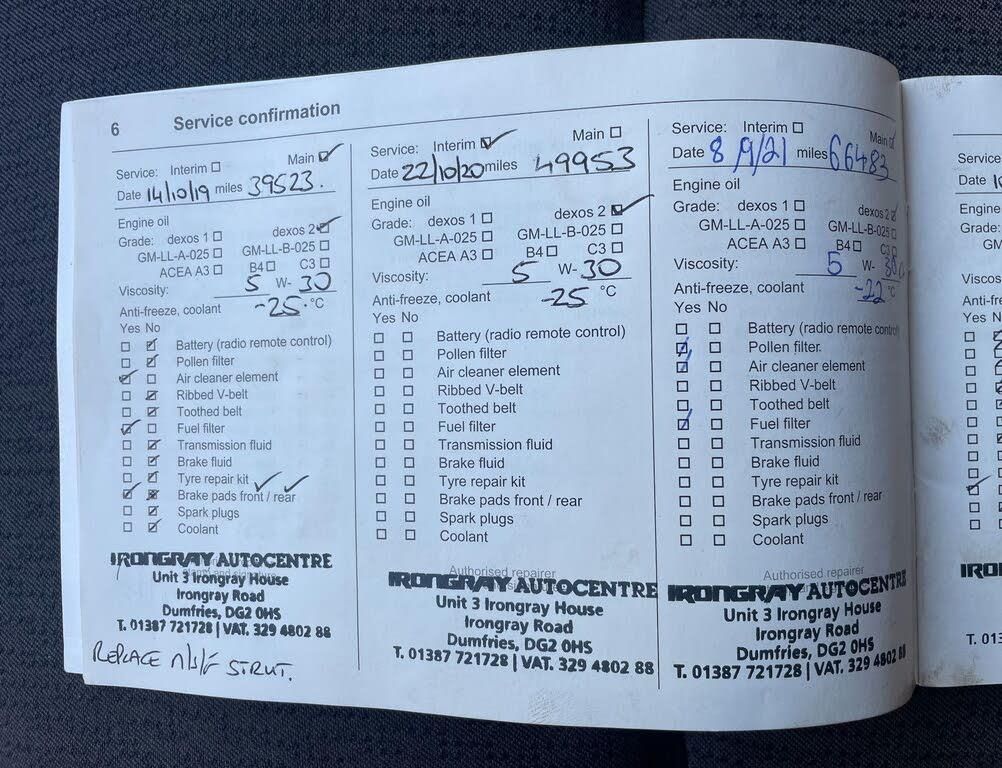 6 Service confirmation
Service: Interim ☐ Main ☑
Date 14/10/19 miles 39523.
Engine oil
Grade: dexos 1 ☐ dexos 2 ☑
GM-LL-A-025 ☐ GM-LL-B-025 ☐
ACEA A3 ☐ B4 ☐ C3 ☐
Viscosity: 5 W- 30
Anti-freeze, coolant -25 °C
Yes No
☐ ☑ Battery (radio remote control)
☐ ☑ Pollen filter
☑ ☐ Air cleaner element
☐ ☑ Ribbed V-belt
☐ ☑ Toothed belt
☑ ☐ Fuel filter
☐ ☑ Transmission fluid
☐ ☑ Brake fluid
☐ ☑ Tyre repair kit
☑ ☒ Brake pads front / rear
☐ ☑ Spark plugs
☐ ☑ Coolant
IRONGRAY AUTOCENTRE
Unit 3 Irongray House
Irongray Road
Dumfries, DG2 0HS
T. 01387 721728 | VAT. 329 4802 88
REPLACE N/S/F STRUT.
Service: Interim ☑ Main ☐
Date 22/10/20 miles 49953
Engine oil
Grade: dexos 1 ☐ dexos 2 ☑
GM-LL-A-025 ☐ GM-LL-B-025 ☐
ACEA A3 ☐ B4 ☐ C3 ☐
Viscosity: 5 W- 30
Anti-freeze, coolant -25 °C
Yes No
☐ ☐ Battery (radio remote control)
☐ ☐ Pollen filter
☐ ☐ Air cleaner element
☐ ☐ Ribbed V-belt
☐ ☐ Toothed belt
☐ ☐ Fuel filter
☐ ☐ Transmission fluid
☐ ☐ Brake fluid
☐ ☐ Tyre repair kit
☐ ☐ Brake pads front / rear
☐ ☐ Spark plugs
☐ ☐ Coolant
Authorised repairer
IRONGRAY AUTOCENTRE
Unit 3 Irongray House
Irongray Road
Dumfries, DG2 0HS
T. 01387 721728 | VAT. 329 4802 88
Service: Interim ☐ Main ☑
Date 8/9/21 miles 66483
Engine oil
Grade: dexos 1 ☐ dexos 2 ☑
GM-LL-A-025 ☐ GM-LL-B-025 ☐
ACEA A3 ☐ B4 ☐ C3 ☐
Viscosity: 5 W- 30
Anti-freeze, coolant -22 °C
Yes No
☐ ☐ Battery (radio remote control)
☑ ☐ Pollen filter
☑ ☐ Air cleaner element
☐ ☐ Ribbed V-belt
☐ ☐ Toothed belt
☑ ☐ Fuel filter
☐ ☐ Transmission fluid
☐ ☐ Brake fluid
☐ ☐ Tyre repair kit
☐ ☐ Brake pads front / rear
☐ ☐ Spark plugs
☐ ☐ Coolant
Authorised repairer
IRONGRAY AUTOCENTRE
Unit 3 Irongray House
Irongray Road
Dumfries, DG2 0HS
T. 01387 721728 | VAT. 329 4802 88
Service
Date
Engine
Grade:
GM-
Viscos
Anti-fr
Yes N